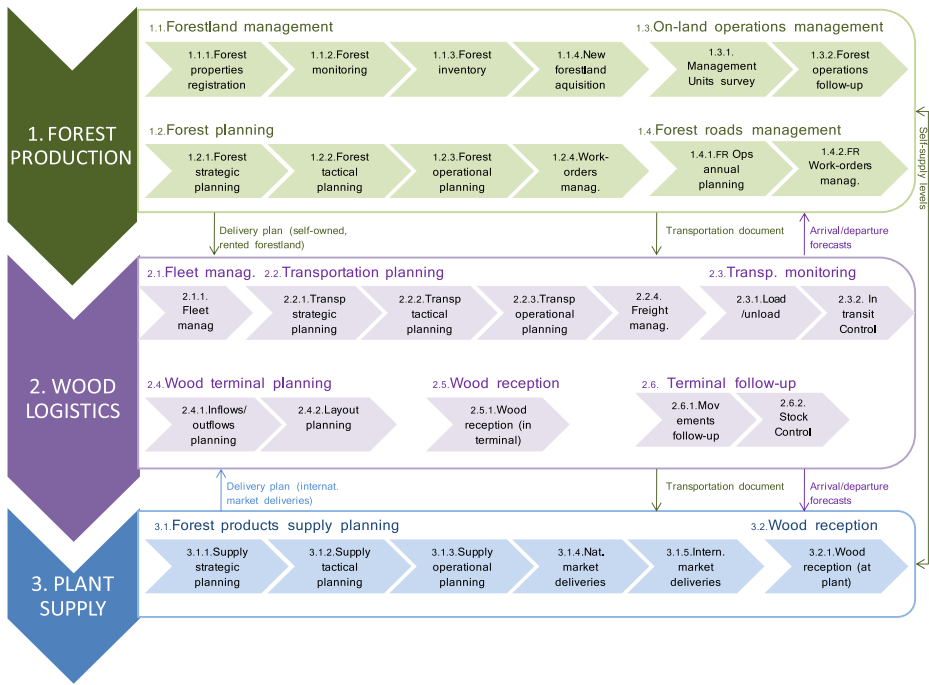 1.1.Forestland management
1.3.On-land operations management
1.1.1.Forest
properties
registration
1.1.2.Forest
monitoring
1.1.3.Forest
inventory
1.1.4.New
forestland
aquisition
1.3.1.
Management
Units survey
1.3.2.Forest
operations
follow-up
1. FOREST
PRODUCTION
1.2.Forest planning
1.4.Forest roads management
1.2.1.Forest
strategic
planning
1.2.2.Forest
tactical
planning
1.2.3.Forest
operational
planning
1.2.4.Work-
orders
manag.
1.4.1.FR Ops
annual
planning
1.4.2.FR
Work-orders
manag.
Self-supply levels
Delivery plan (self-owned,
rented forestland)
Transportation document
Arrival/departure
forecasts
2.1.Fleet manag.
2.2.Transportation planning
2.3.Transp. monitoring
2.1.1.
Fleet
manag
2.2.1.Transp
strategic
planning
2.2.2.Transp
tactical
planning
2.2.3.Transp
operational
planning
2.2.4.
Freight
manag.
2.3.1.Load
/unload
2.3.2. In
transit
Control
2. WOOD
LOGISTICS
2.4.Wood terminal planning
2.5.Wood reception
2.6. Terminal follow-up
2.4.1.Inflows/
outflows
planning
2.4.2.Layout
planning
2.5.1.Wood
reception (in
terminal)
2.6.1.Mov
ements
follow-up
2.6.2.
Stock
Control
Delivery plan (internat.
market deliveries)
Transportation document
Arrival/departure
forecasts
3.1.Forest products supply planning
3.2.Wood reception
3. PLANT
SUPPLY
3.1.1.Supply
strategic
planning
3.1.2.Supply
tactical
planning
3.1.3.Supply
operational
planning
3.1.4.Nat.
market
deliveries
3.1.5.Intern.
market
deliveries
3.2.1.Wood
reception (at
plant)